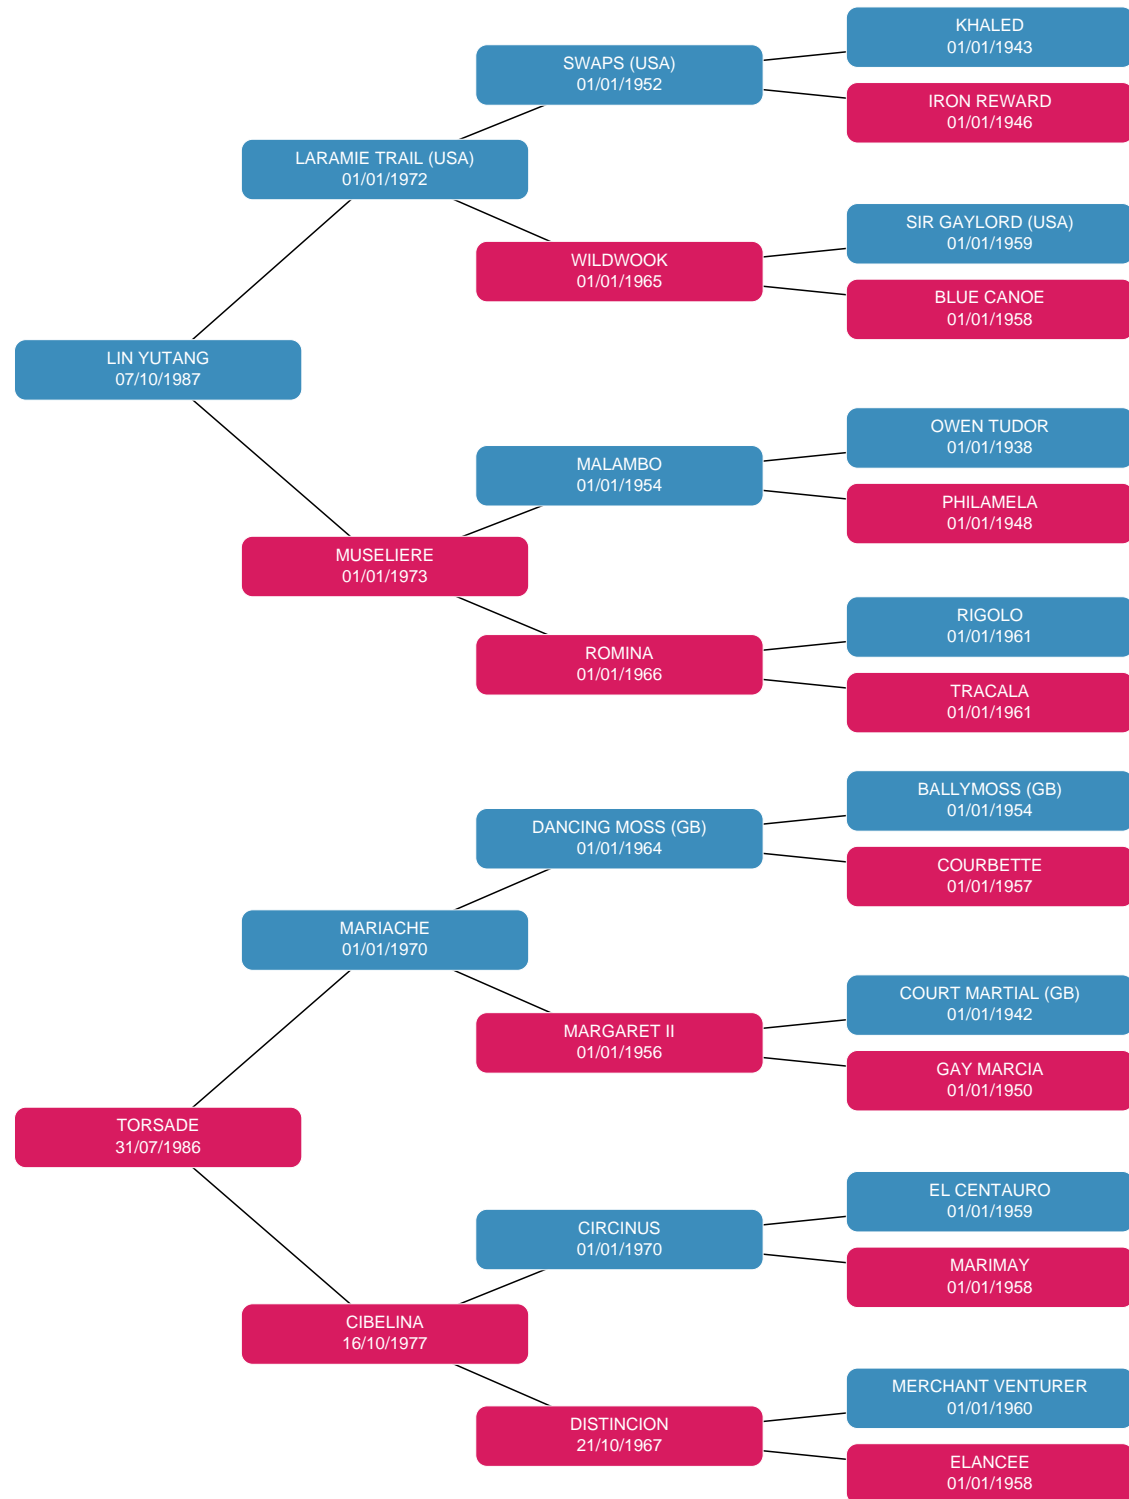 KHALED
01/01/1943
SWAPS (USA)
01/01/1952
IRON REWARD
01/01/1946
LARAMIE TRAIL (USA)
01/01/1972
SIR GAYLORD (USA)
01/01/1959
WILDWOOK
01/01/1965
BLUE CANOE
01/01/1958
LIN YUTANG
07/10/1987
OWEN TUDOR
01/01/1938
MALAMBO
01/01/1954
PHILAMELA
01/01/1948
MUSELIERE
01/01/1973
RIGOLO
01/01/1961
ROMINA
01/01/1966
TRACALA
01/01/1961
BALLYMOSS (GB)
01/01/1954
DANCING MOSS (GB)
01/01/1964
COURBETTE
01/01/1957
MARIACHE
01/01/1970
COURT MARTIAL (GB)
01/01/1942
MARGARET II
01/01/1956
GAY MARCIA
01/01/1950
TORSADE
31/07/1986
EL CENTAURO
01/01/1959
CIRCINUS
01/01/1970
MARIMAY
01/01/1958
CIBELINA
16/10/1977
MERCHANT VENTURER
01/01/1960
DISTINCION
21/10/1967
ELANCEE
01/01/1958